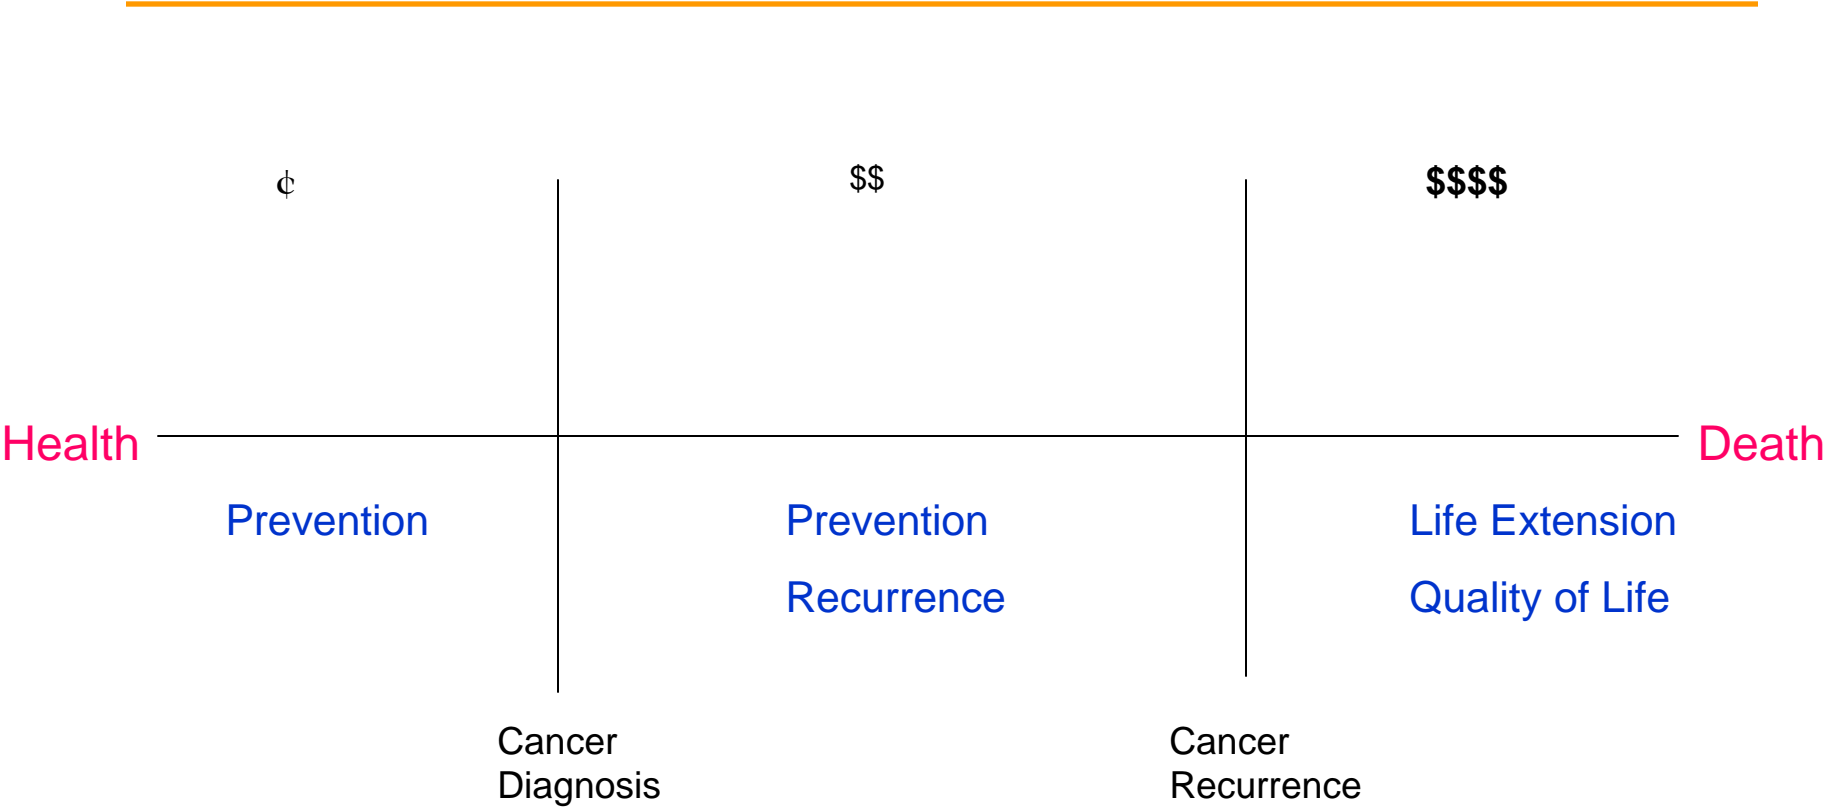 ¢
$$
$$$$
Health
Death
Prevention
Prevention
Life Extension
Recurrence
Quality of Life
Cancer
Diagnosis
Cancer
Recurrence